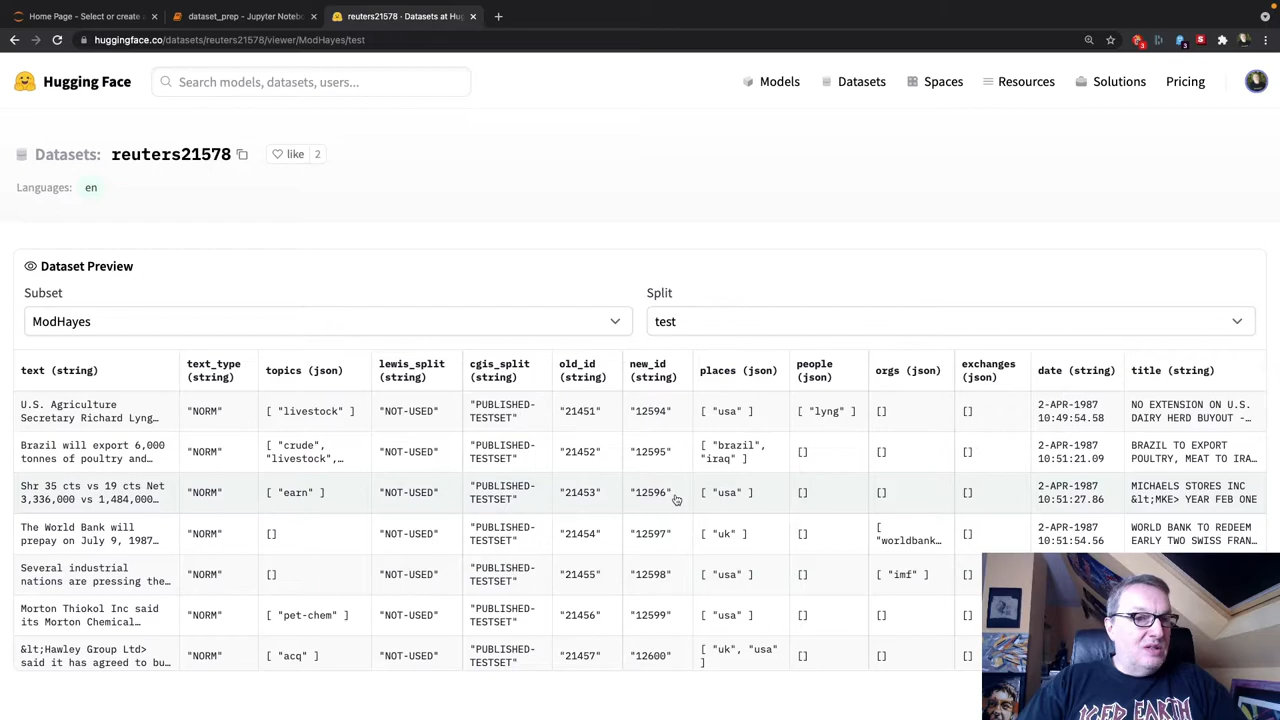 Home Page - Select or create a
dataset_prep - Jupyter Notebo
reuters21578 · Datasets at Hug
huggingface.co/datasets/reuters21578/viewer/ModHayes/test
Hugging Face
Search models, datasets, users...
Models
Datasets
Spaces
Resources
Solutions
Pricing
Datasets: reuters21578
like 2
Languages: en
Dataset Preview
Subset
Split
ModHayes
test
text (string) text_type (string) topics (json) lewis_split (string) cgis_split (string) old_id (string) new_id (string) places (json) people (json) orgs (json) exchanges (json) date (string) title (string)
U.S. Agriculture Secretary Richard Lyng… "NORM" [ "livestock" ] "NOT-USED" "PUBLISHED-TESTSET" "21451" "12594" [ "usa" ] [ "lyng" ] [] [] 2-APR-1987 10:49:54.58 NO EXTENSION ON U.S. DAIRY HERD BUYOUT -…
Brazil will export 6,000 tonnes of poultry and… "NORM" [ "crude", "livestock",… "NOT-USED" "PUBLISHED-TESTSET" "21452" "12595" [ "brazil", "iraq" ] [] [] [] 2-APR-1987 10:51:21.09 BRAZIL TO EXPORT POULTRY, MEAT TO IRA…
Shr 35 cts vs 19 cts Net 3,336,000 vs 1,484,000… "NORM" [ "earn" ] "NOT-USED" "PUBLISHED-TESTSET" "21453" "12596" [ "usa" ] [] [] [] 2-APR-1987 10:51:27.86 MICHAELS STORES INC &lt;MKE> YEAR FEB ONE
The World Bank will prepay on July 9, 1987… "NORM" [] "NOT-USED" "PUBLISHED-TESTSET" "21454" "12597" [ "uk" ] [] [ "worldbank… [] 2-APR-1987 10:51:54.56 WORLD BANK TO REDEEM EARLY TWO SWISS FRAN…
Several industrial nations are pressing the… "NORM" [] "NOT-USED" "PUBLISHED-TESTSET" "21455" "12598" [ "usa" ] [] [ "imf" ] []
Morton Thiokol Inc said its Morton Chemical… "NORM" [ "pet-chem" ] "NOT-USED" "PUBLISHED-TESTSET" "21456" "12599" [ "usa" ] [] [] []
&lt;Hawley Group Ltd> said it has agreed to bu… "NORM" [ "acq" ] "NOT-USED" "PUBLISHED-TESTSET" "21457" "12600" [ "uk", "usa" ] [] [] []